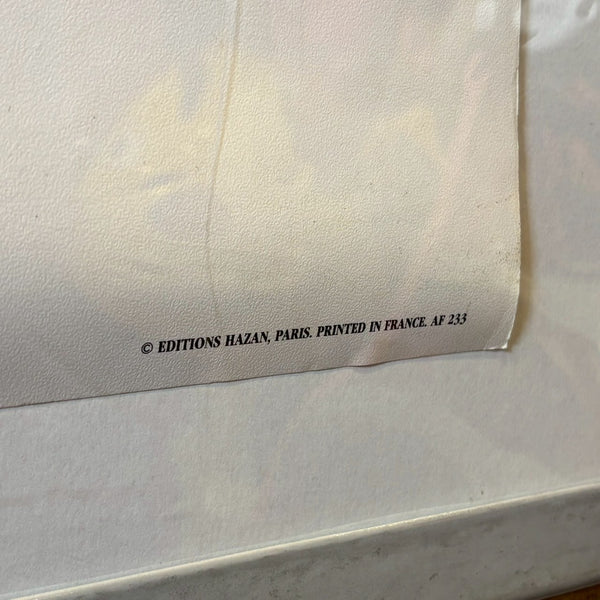 © EDITIONS HAZAN, PARIS. PRINTED IN FRANCE. AF 233